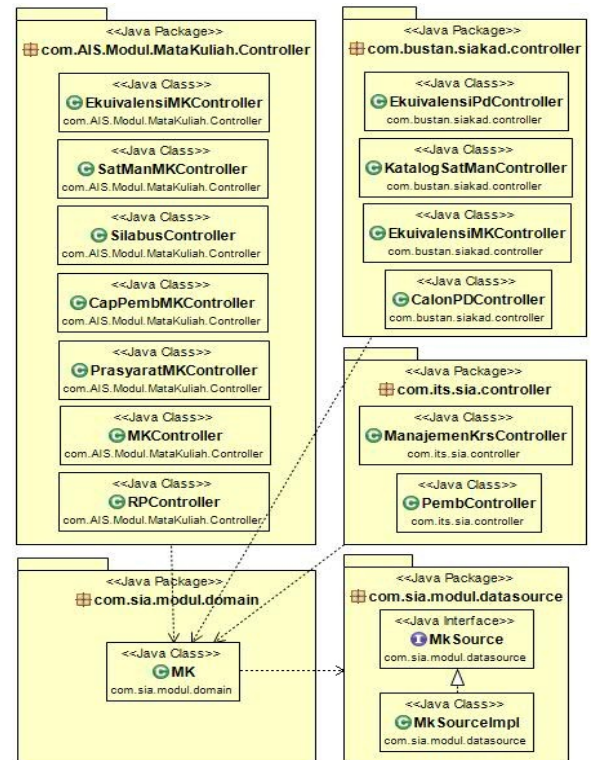 <<Java Package>>
com.AIS.Modul.MataKuliah.Controller
<<Java Class>>
EkuivalensiMKController
com.AIS.Modul.MataKuliah.Controller
<<Java Class>>
SatManMKController
com.AIS.Modul.MataKuliah.Controller
<<Java Class>>
SilabusController
com.AIS.Modul.MataKuliah.Controller
<<Java Class>>
CapPembMKController
com.AIS.Modul.MataKuliah.Controller
<<Java Class>>
PrasyaratMKController
com.AIS.Modul.MataKuliah.Controller
<<Java Class>>
MKController
com.AIS.Modul.MataKuliah.Controller
<<Java Class>>
RPController
com.AIS.Modul.MataKuliah.Controller
<<Java Package>>
com.bustan.siakad.controller
<<Java Class>>
EkuivalensiPdController
com.bustan.siakad.controller
<<Java Class>>
KatalogSatManController
com.bustan.siakad.controller
<<Java Class>>
EkuivalensiMKController
com.bustan.siakad.controller
<<Java Class>>
CalonPDController
com.bustan.siakad.controller
<<Java Package>>
com.its.sia.controller
<<Java Class>>
ManajemenKrsController
com.its.sia.controller
<<Java Class>>
PembController
com.its.sia.controller
<<Java Package>>
com.sia.modul.domain
<<Java Class>>
MK
com.sia.modul.domain
<<Java Package>>
com.sia.modul.datasource
<<Java Interface>>
MkSource
com.sia.modul.datasource
<<Java Class>>
MkSourceImpl
com.sia.modul.datasource